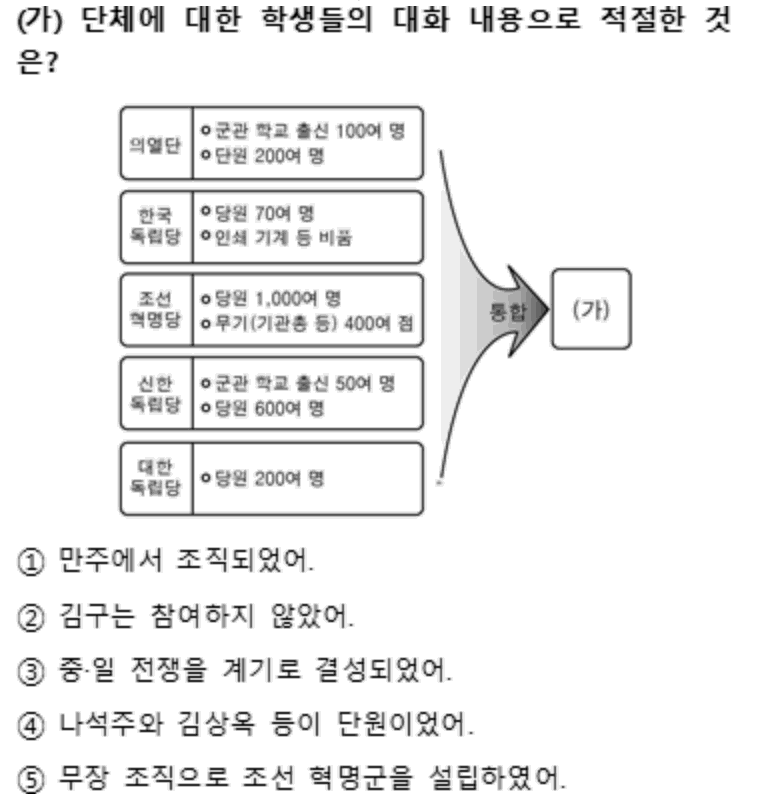 (가) 단체에 대한 학생들의 대화 내용으로 적절한 것
은?
의열단
군관 학교 출신 100여 명
단원 200여 명
한국
독립당
당원 70여 명
인쇄 기계 등 비품
조선
혁명당
당원 1,000여 명
무기(기관총 등) 400여 점
신한
독립당
군관 학교 출신 50여 명
당원 600여 명
대한
독립당
당원 200여 명
통합
(가)
① 만주에서 조직되었어.
② 김구는 참여하지 않았어.
③ 중·일 전쟁을 계기로 결성되었어.
④ 나석주와 김상옥 등이 단원이었어.
⑤ 무장 조직으로 조선 혁명군을 설립하였어.